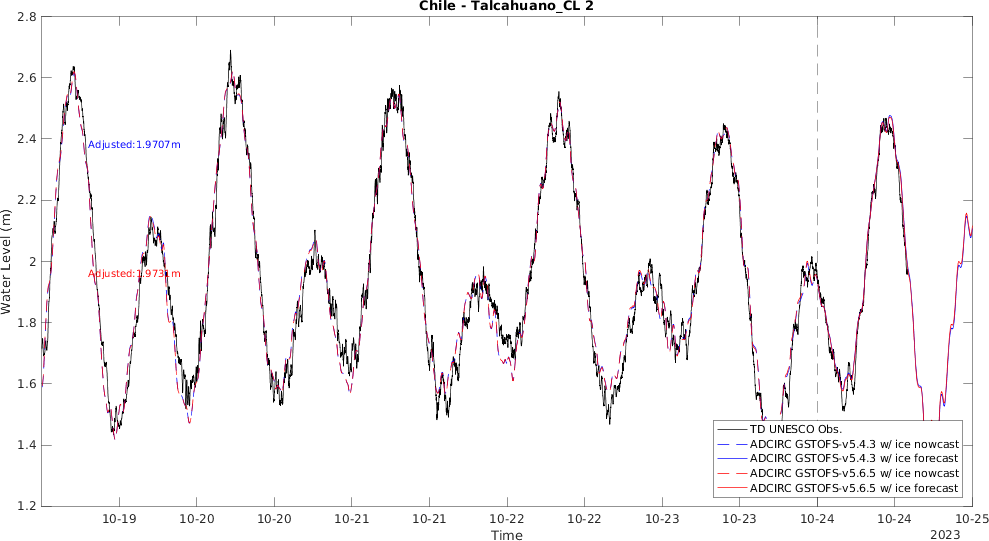 Chile - Talcahuano_CL 2
Water Level (m)
2.8
2.6
2.4
2.2
2
1.8
1.6
1.4
1.2
Adjusted:1.9707m
Adjusted:1.9731m
TD UNESCO Obs.
ADCIRC GSTOFS-v5.4.3 w/ ice nowcast
ADCIRC GSTOFS-v5.4.3 w/ ice forecast
ADCIRC GSTOFS-v5.6.5 w/ ice nowcast
ADCIRC GSTOFS-v5.6.5 w/ ice forecast
10-19 10-20 10-20 10-21 10-21 10-22 10-22 10-23 10-23 10-24 10-24 10-25
Time
2023